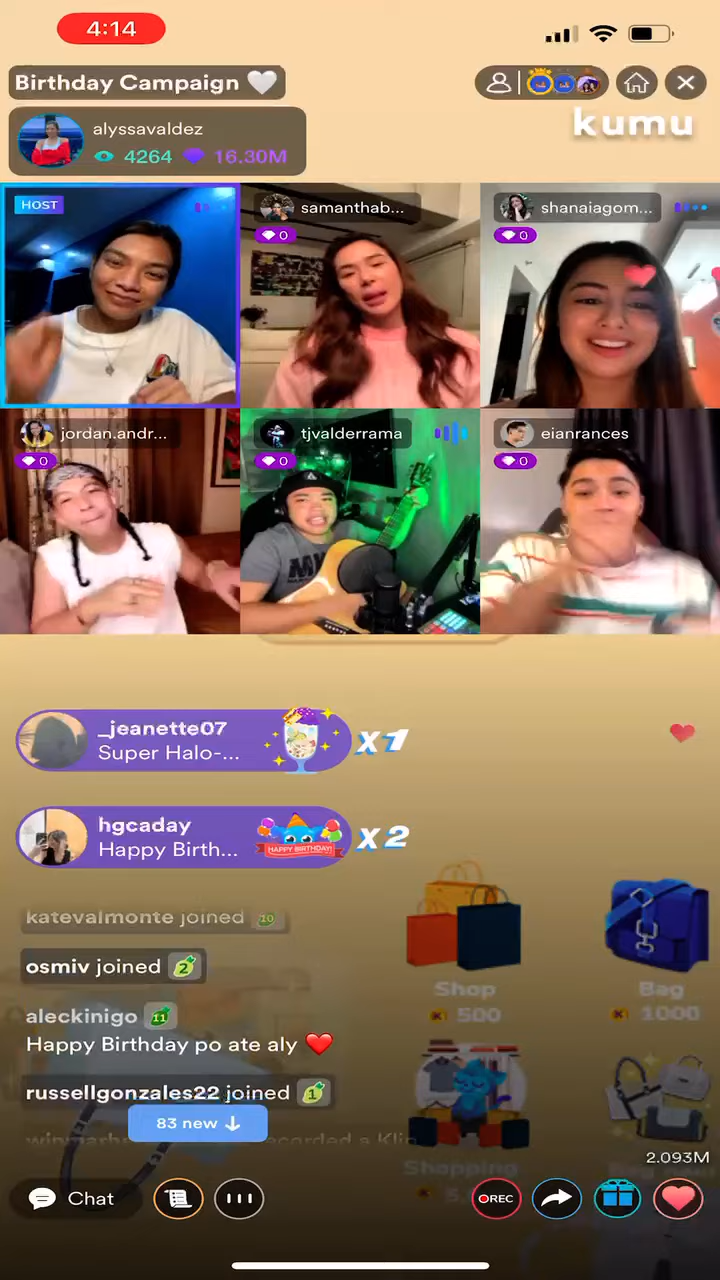 4:14
Birthday Campaign 🤍
kumu
alyssavaldez
4264 16.30M
HOST
samanthab...
0
shanaiagom...
0
jordan.andr...
0
tjvalderrama
0
eianrances
0
_jeanette07
Super Halo-...
x1
hgcaday
Happy Birth...
HAPPY BIRTHDAY!
x2
katevalmonte joined 10
osmiv joined 2
aleckinigo 11
Happy Birthday po ate aly ❤️
russellgonzales22 joined 1
83 new ↓
Shop
500
Bag
1000
Shopping
2.093M
Chat
REC